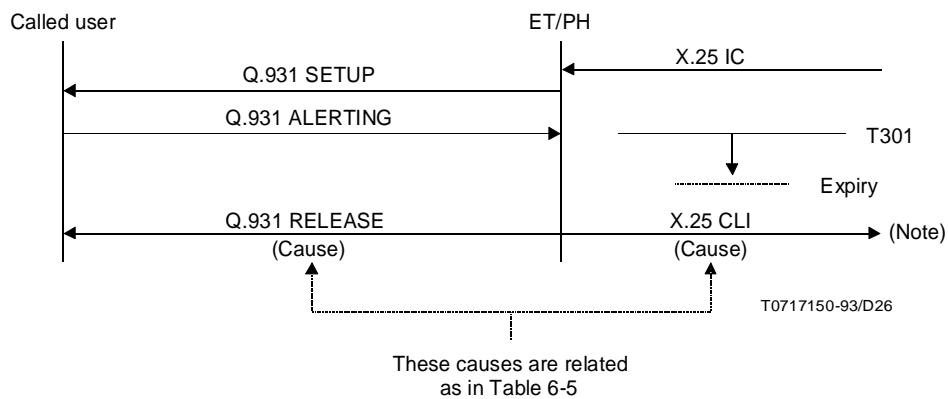 Called user
ET/PH
X.25 IC
Q.931 SETUP
Q.931 ALERTING
T301
Expiry
Q.931 RELEASE
(Cause)
X.25 CLI
(Cause)
(Note)
T0717150-93/D26
These causes are related
as in Table 6-5